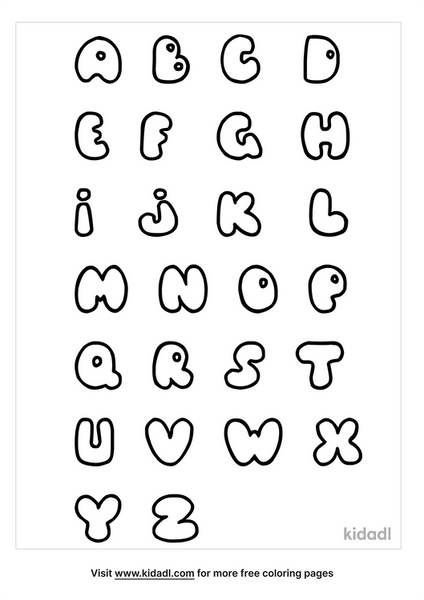 A B C D
E F G H
i j K L
M N O P
Q R S T
U V W X
Y Z
kidadl
Visit www.kidadl.com for more free coloring pages